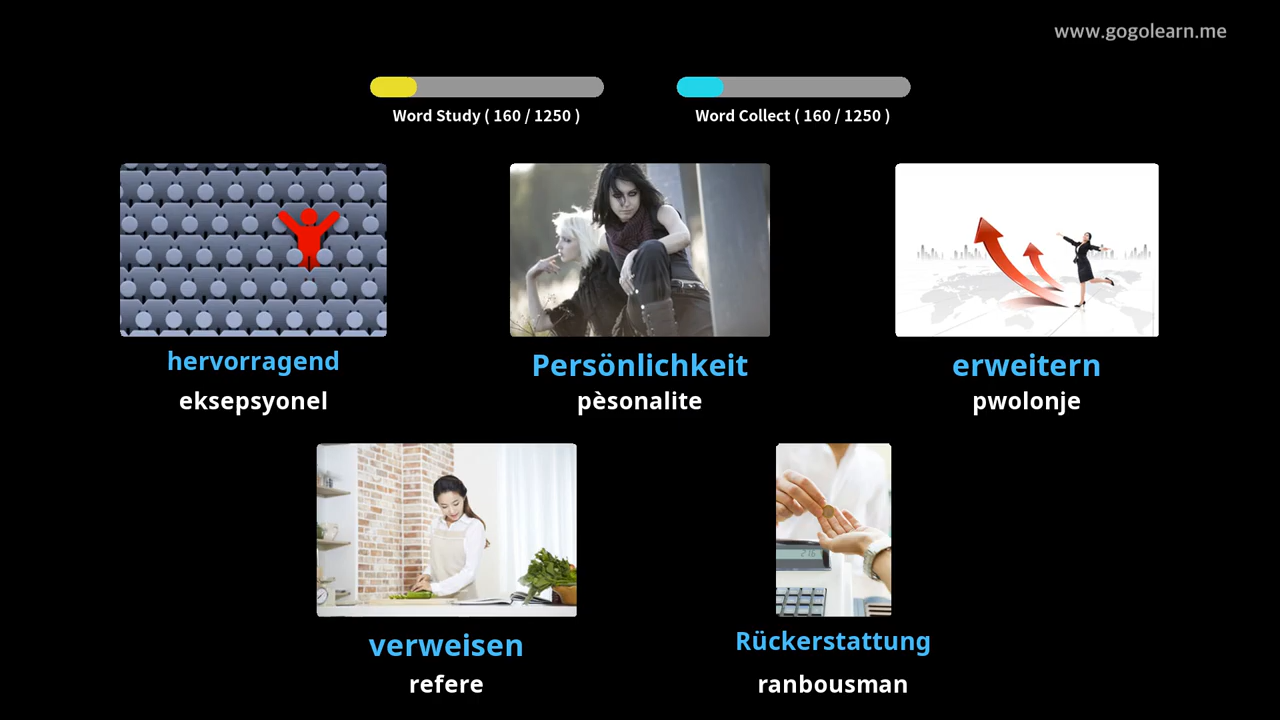 www.gogolearn.me
Word Study ( 160 / 1250 )
Word Collect ( 160 / 1250 )
hervorragend
eksepsyonel
Persönlichkeit
pèsonalite
erweitern
pwolonje
verweisen
refere
Rückerstattung
ranbousman